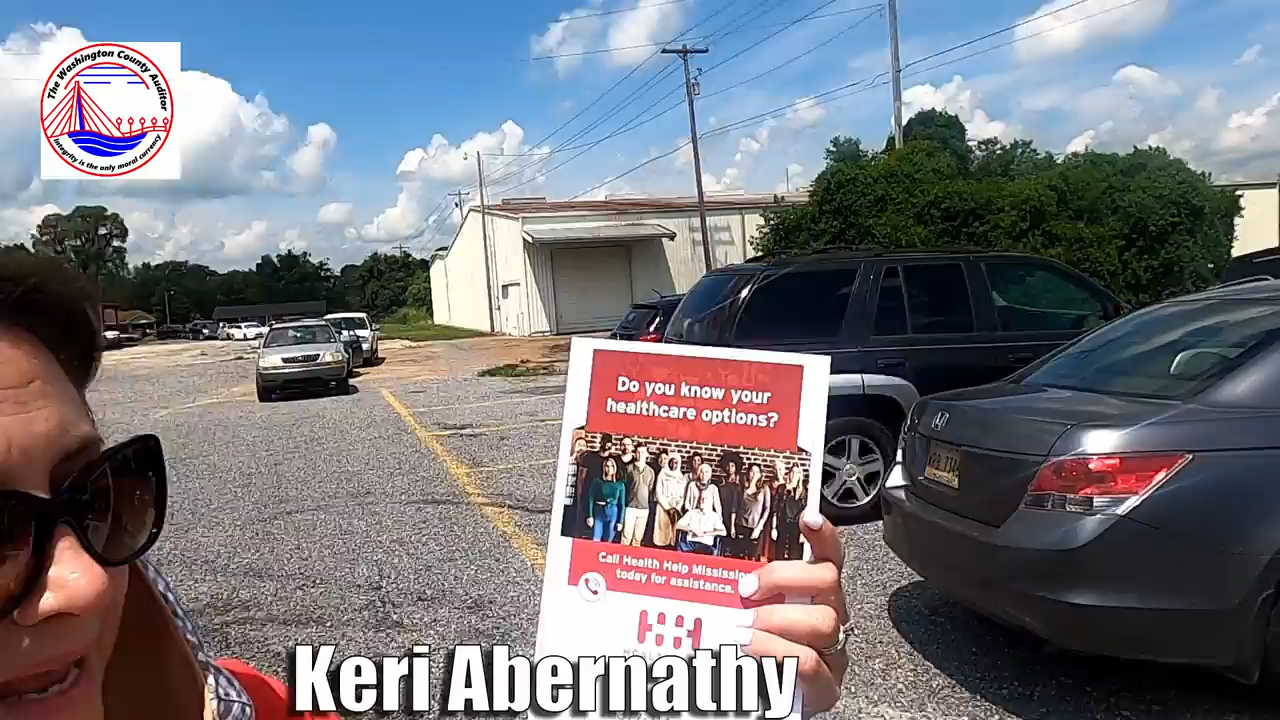 The Washington County Auditor
Integrity is the only moral currency
Do you know your
healthcare options?
Call Health Help Mississip
today for assistance.
Keri Abernathy